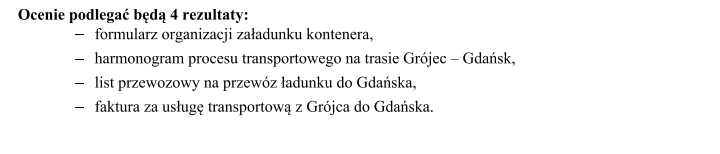 Ocenie podlegać będą 4 rezultaty:
– formularz organizacji załadunku kontenera,
– harmonogram procesu transportowego na trasie Grójec – Gdańsk,
– list przewozowy na przewóz ładunku do Gdańska,
– faktura za usługę transportową z Grójca do Gdańska.